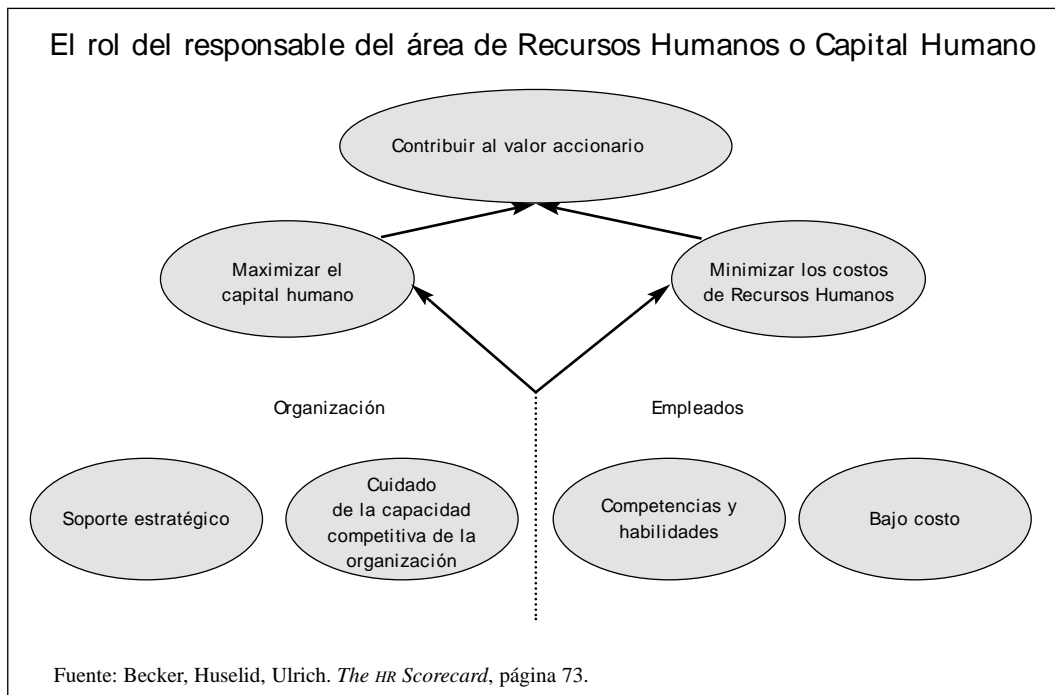 El rol del responsable del área de Recursos Humanos o Capital Humano
Contribuir al valor accionario
Maximizar el
capital humano
Minimizar los costos
de Recursos Humanos
Organización
Empleados
Soporte estratégico
Cuidado
de la capacidad
competitiva de la
organización
Competencias y
habilidades
Bajo costo
Fuente: Becker, Huselid, Ulrich. The HR Scorecard, página 73.